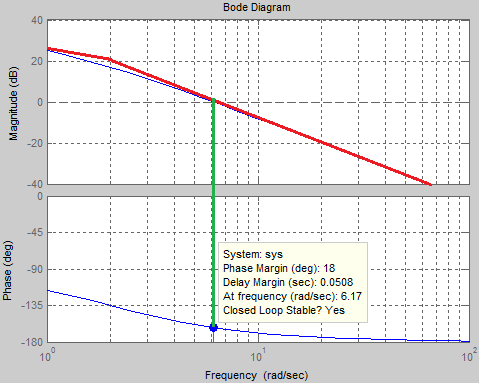 Bode Diagram
Magnitude (dB)
40
20
0
-20
-40
Phase (deg)
0
-45
-90
-135
-180
System: sys
Phase Margin (deg): 18
Delay Margin (sec): 0.0508
At frequency (rad/sec): 6.17
Closed Loop Stable? Yes
10^0
10^1
10^2
Frequency (rad/sec)